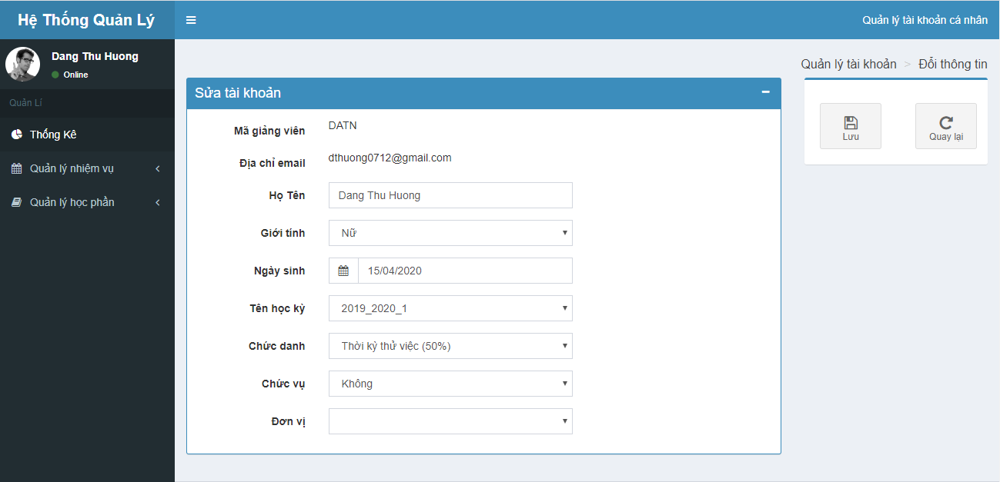 Hệ Thống Quản Lý
Quản lý tài khoản cá nhân
Dang Thu Huong
Online
Quản Lí
Thống Kê
Quản lý nhiệm vụ
Quản lý học phần
Quản lý tài khoản > Đổi thông tin
Sửa tài khoản
Mã giảng viên DATN
Địa chỉ email dthuong0712@gmail.com
Họ Tên Dang Thu Huong
Giới tính Nữ
Ngày sinh 15/04/2020
Tên học kỳ 2019_2020_1
Chức danh Thời kỳ thử việc (50%)
Chức vụ Không
Đơn vị
Lưu
Quay lại